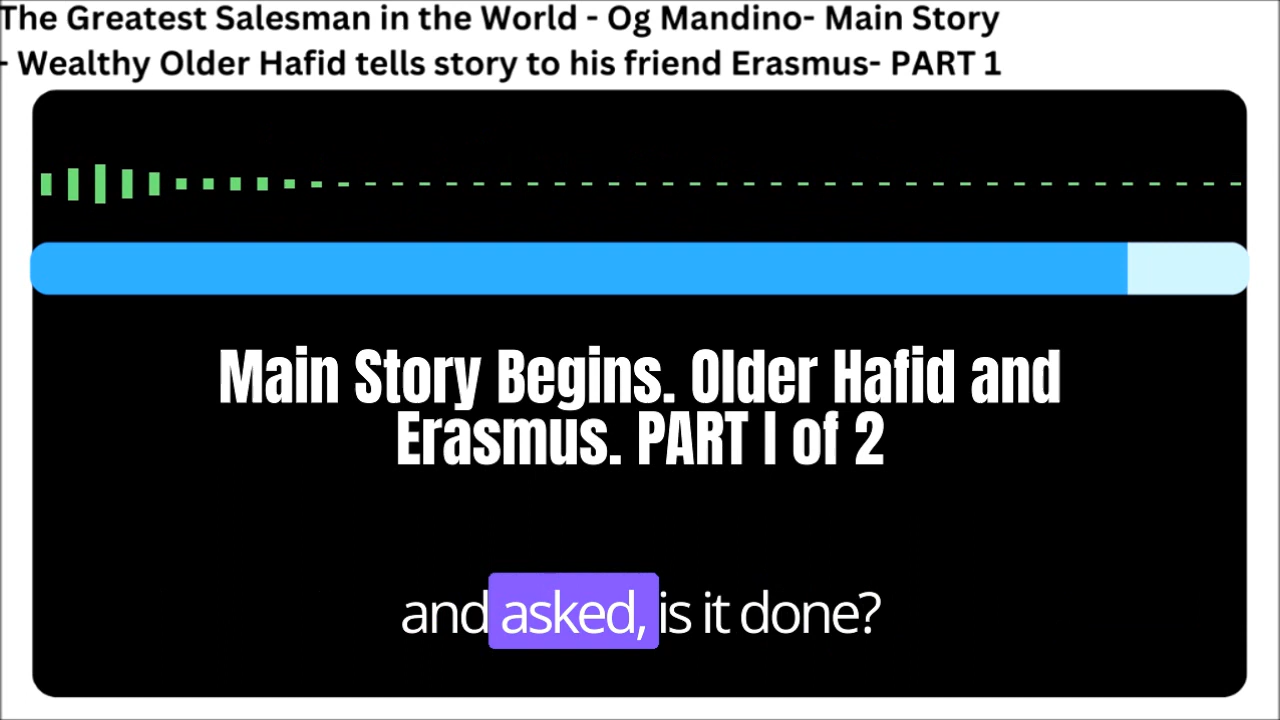 The Greatest Salesman in the World - Og Mandino- Main Story
- Wealthy Older Hafid tells story to his friend Erasmus- PART 1
Main Story Begins. Older Hafid and
Erasmus. PART I of 2
and asked, is it done?